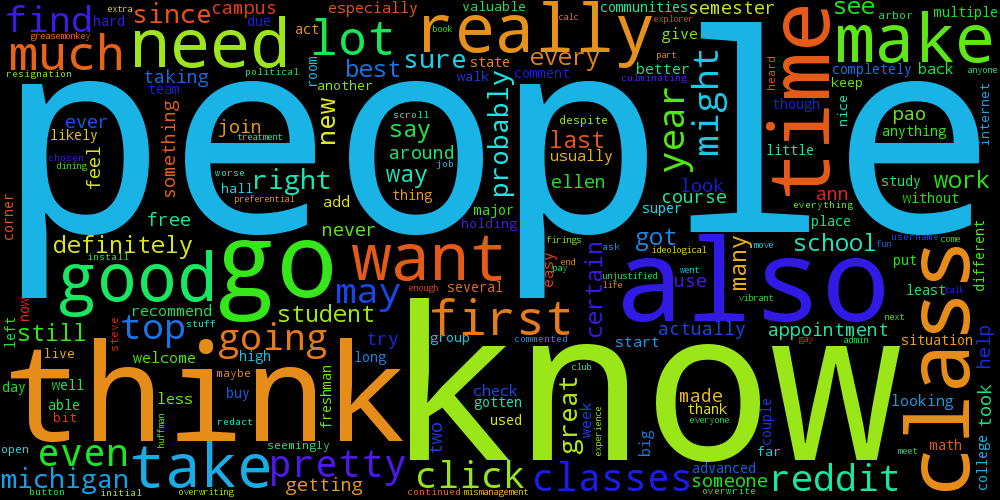 people
know
think
also
go
class
time
really
need
make
good
want
take
first
much
lot
find
might
year
classes
reddit
click
pretty
going
top
even
michigan
may
student
school
right
definitely
work
since
campus
especially
valuable
communities
semester
see
arbor
multiple
extra
hard
due
act
calc
explorer
greasemonkey
book
give
resignation
political
taking
team
best
room
state
sure
every
walk
comment
part
better
heard
completely
back
keep
anyone
another
internet
nice
though
pao
anything
ever
likely
something
feel
new
join
treatment
scroll
say
around
way
job
probably
despite
last
usually
ellen
little
chosen
dining
worse
hall
preferential
thing
look
course
ann
everything
study
without
corner
free
add
never
major
holding
super
place
username
come
fun
different
install
got
many
firings
ask
ideological
move
easy
end
pay
unjustified
life
went
use
certain
vibrant
put
least
talk
next
now
recommend
stuff
enough
several
left
still
steve
actually
appointment
situation
help
live
welcome
high
long
try
group
commented
start
gay
admin
day
well
able
bit
less
maybe
buy
freshman
check
gotten
used
club
great
week
experience
made
thank
everyone
big
couple
looking
took
college
math
meet
huffman
redact
seemingly
two
far
advanced
someone
overwrite
open
button
initial
overwriting
getting
continued
mismanagement